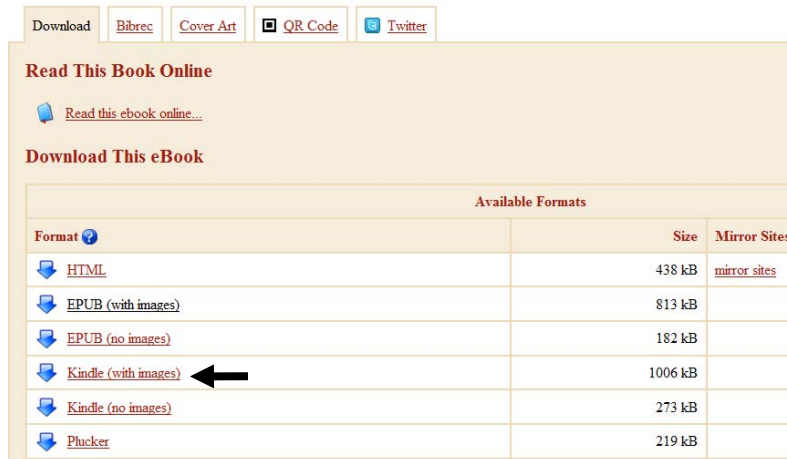 Download Bibrec Cover Art QR Code Twitter
Read This Book Online
Read this ebook online...
Download This eBook
Available Formats
Format Size Mirror Sites
HTML 438 kB mirror sites
EPUB (with images) 813 kB
EPUB (no images) 182 kB
Kindle (with images) 1006 kB
Kindle (no images) 273 kB
Plucker 219 kB